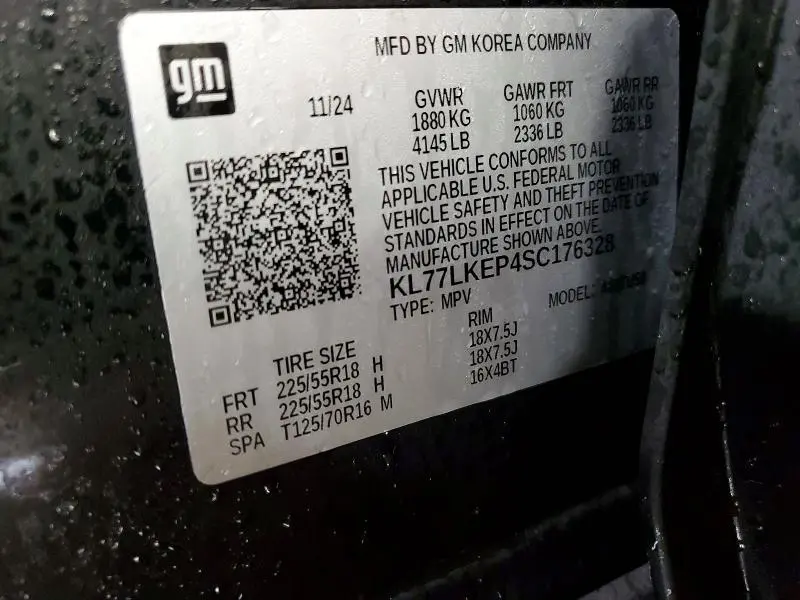 gm
MFD BY GM KOREA COMPANY
11/24
GVWR GAWR FRT GAWR RR
1880 KG 1060 KG 1060 KG
4145 LB 2336 LB 2336 LB
THIS VEHICLE CONFORMS TO ALL
APPLICABLE U.S. FEDERAL MOTOR
VEHICLE SAFETY AND THEFT PREVENTION
STANDARDS IN EFFECT ON THE DATE OF
MANUFACTURE SHOWN ABOVE.
KL77LKEP4SC176328
TYPE: MPV MODEL:
TIRE SIZE RIM
FRT 225/55R18 H 18X7.5J
RR 225/55R18 H 18X7.5J
SPA T125/70R16 M 16X4BT